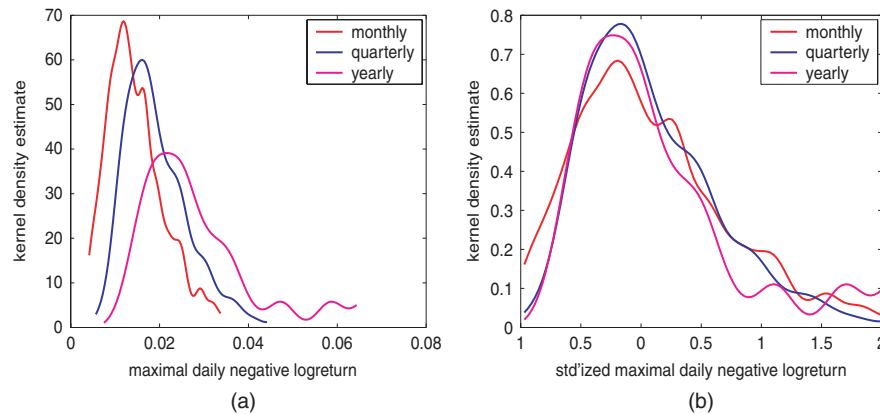 70
60
50
40
30
20
10
0
kernel density estimate
monthly
quarterly
yearly
0 0.02 0.04 0.06 0.08
maximal daily negative logreturn
(a)
0.8
0.7
0.6
0.5
0.4
0.3
0.2
0.1
0
kernel density estimate
monthly
quarterly
yearly
1 0.5 0 0.5 1 1.5 2
std'ized maximal daily negative logreturn
(b)